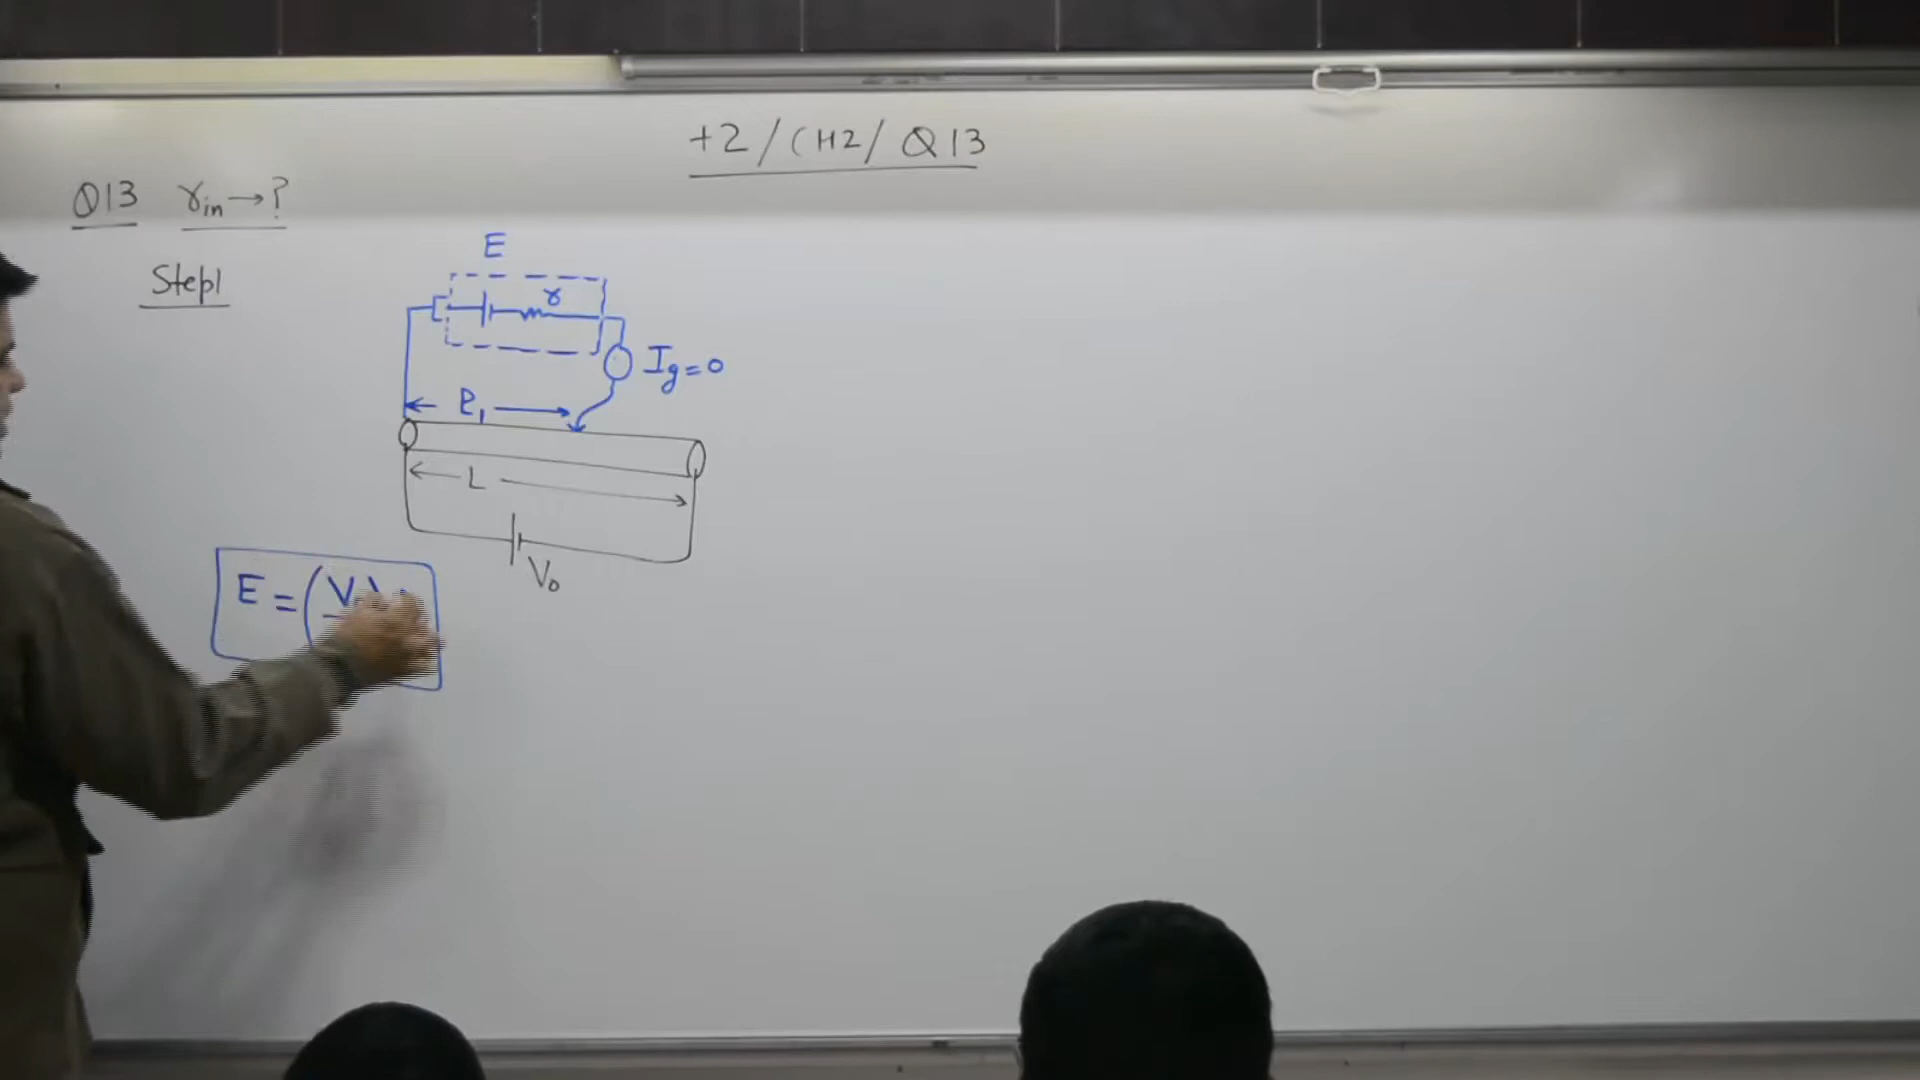 +2/CH2/Q13
Q13 r_in → ?
Step1
E
r
I_g = 0
ℓ_1
L
V_0
E = (V